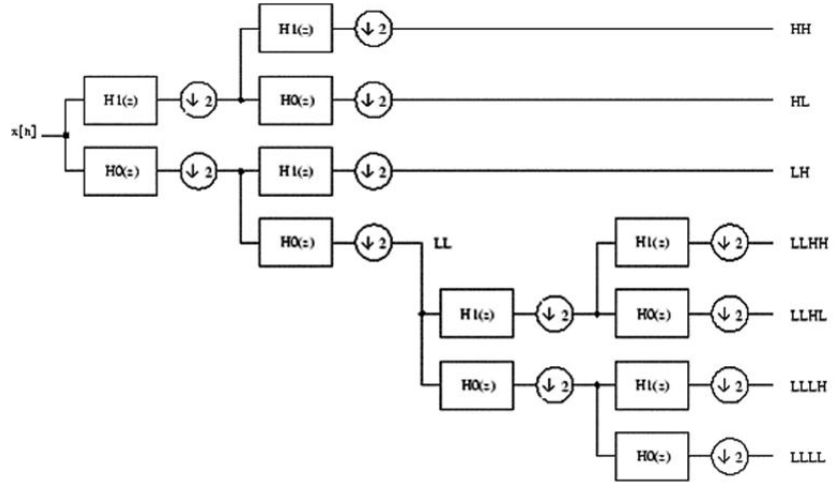 H1(z) ↓ 2 HH
H1(z) ↓ 2 H0(z) ↓ 2 HL
x[h]
H0(z) ↓ 2 H1(z) ↓ 2 LH
H0(z) ↓ 2 LL H1(z) ↓ 2 LLHH
H1(z) ↓ 2 H0(z) ↓ 2 LLHL
H0(z) ↓ 2 H1(z) ↓ 2 LLLH
H0(z) ↓ 2 LLLL